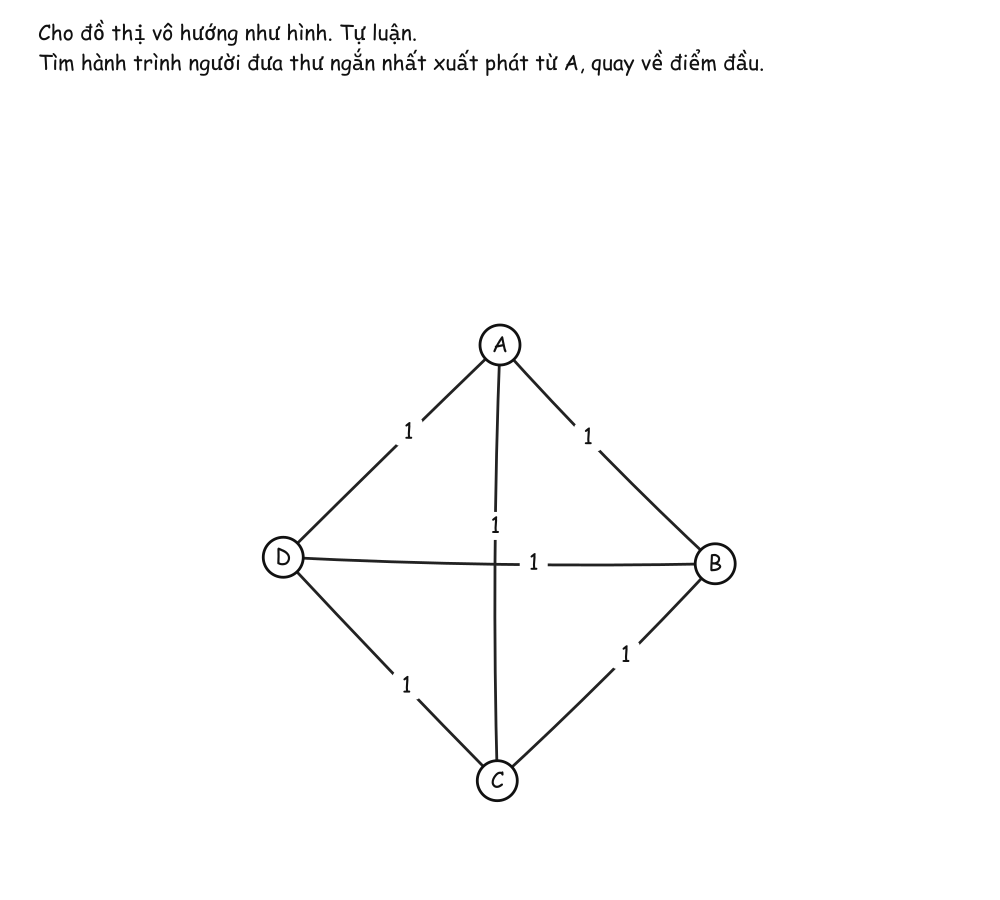 Cho đồ thị vô hướng như hình. Tự luận.
Tìm hành trình người đưa thư ngắn nhất xuất phát từ A, quay về điểm đầu.
A
1
1
1
D
1
B
1
1
C